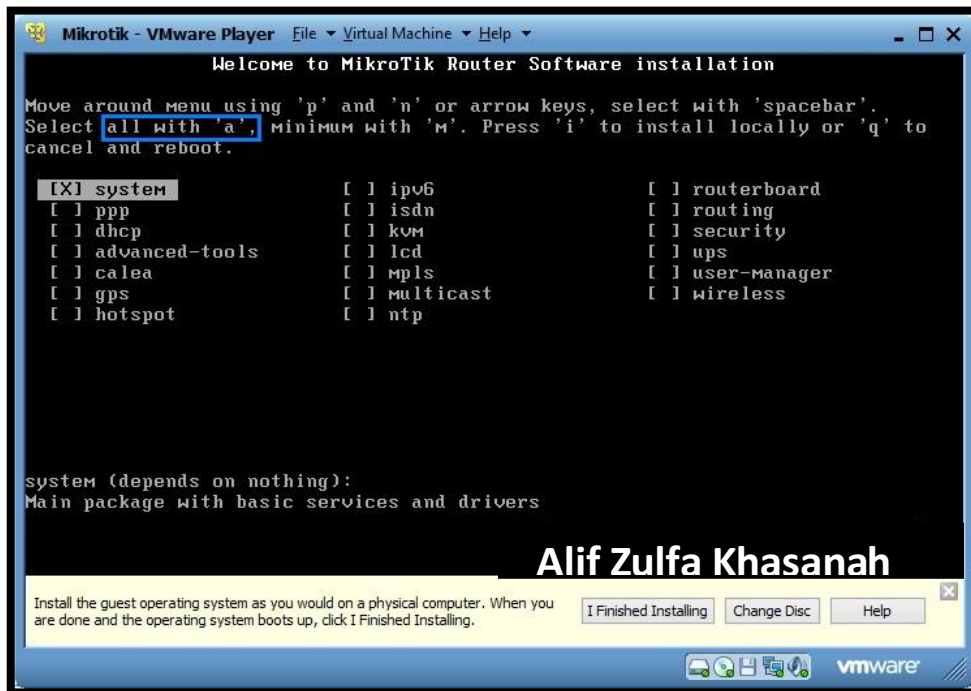 Mikrotik - VMware Player File Virtual Machine Help
Welcome to MikroTik Router Software installation
Move around menu using 'p' and 'n' or arrow keys, select with 'spacebar'.
Select all with 'a', minimum with 'm'. Press 'i' to install locally or 'q' to
cancel and reboot.
[X] system [ ] ipv6 [ ] routerboard
[ ] ppp [ ] isdn [ ] routing
[ ] dhcp [ ] kvm [ ] security
[ ] advanced-tools [ ] lcd [ ] ups
[ ] calea [ ] mpls [ ] user-manager
[ ] gps [ ] multicast [ ] wireless
[ ] hotspot [ ] ntp
system (depends on nothing):
Main package with basic services and drivers
Alif Zulfa Khasanah
Install the guest operating system as you would on a physical computer. When you
are done and the operating system boots up, click I Finished Installing.
I Finished Installing Change Disc Help
vmware